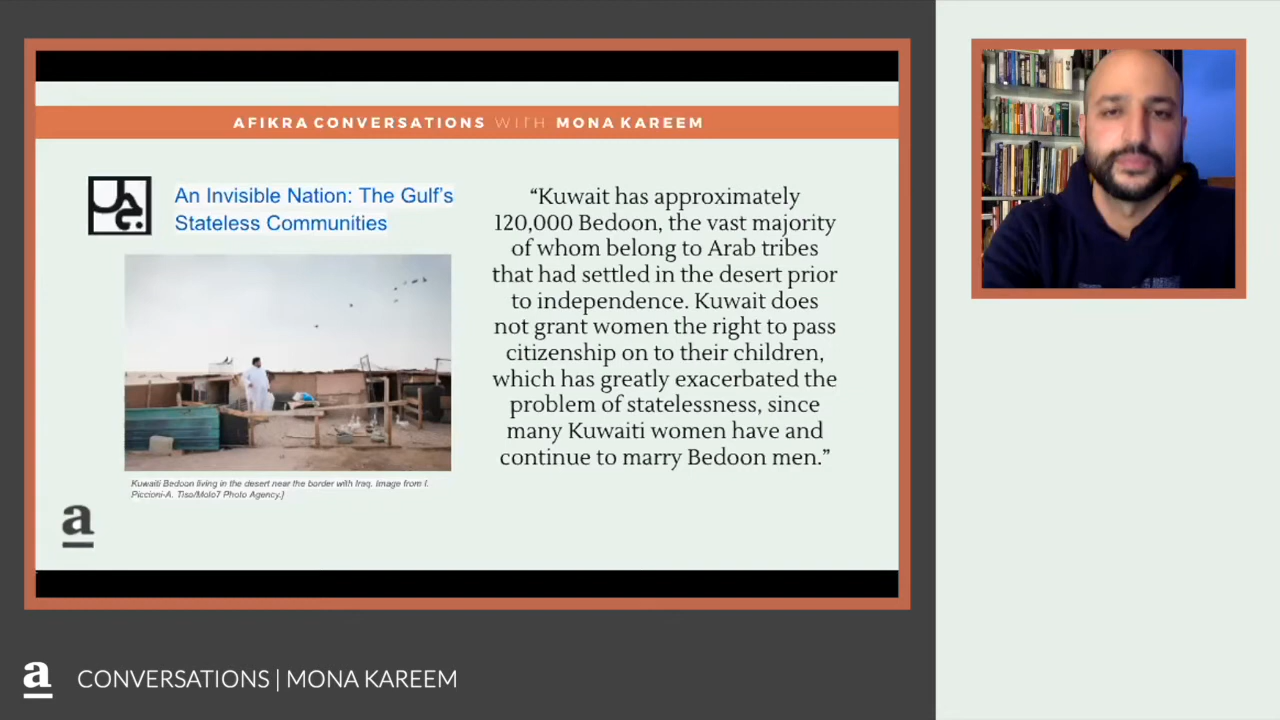 AFIKRA CONVERSATIONS WITH MONA KAREEM
جد.
An Invisible Nation: The Gulf's
Stateless Communities
Kuwaiti Bedoon living in the desert near the border with Iraq. Image from I.
Piccioni-A. Tiso/Molo7 Photo Agency.]
a
“Kuwait has approximately
120,000 Bedoon, the vast majority
of whom belong to Arab tribes
that had settled in the desert prior
to independence. Kuwait does
not grant women the right to pass
citizenship on to their children,
which has greatly exacerbated the
problem of statelessness, since
many Kuwaiti women have and
continue to marry Bedoon men.”
a CONVERSATIONS | MONA KAREEM